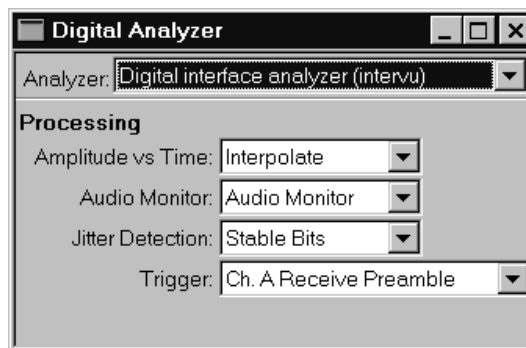 Digital Analyzer
Analyzer: Digital interface analyzer (intervu)
Processing
Amplitude vs Time: Interpolate
Audio Monitor: Audio Monitor
Jitter Detection: Stable Bits
Trigger: Ch. A Receive Preamble